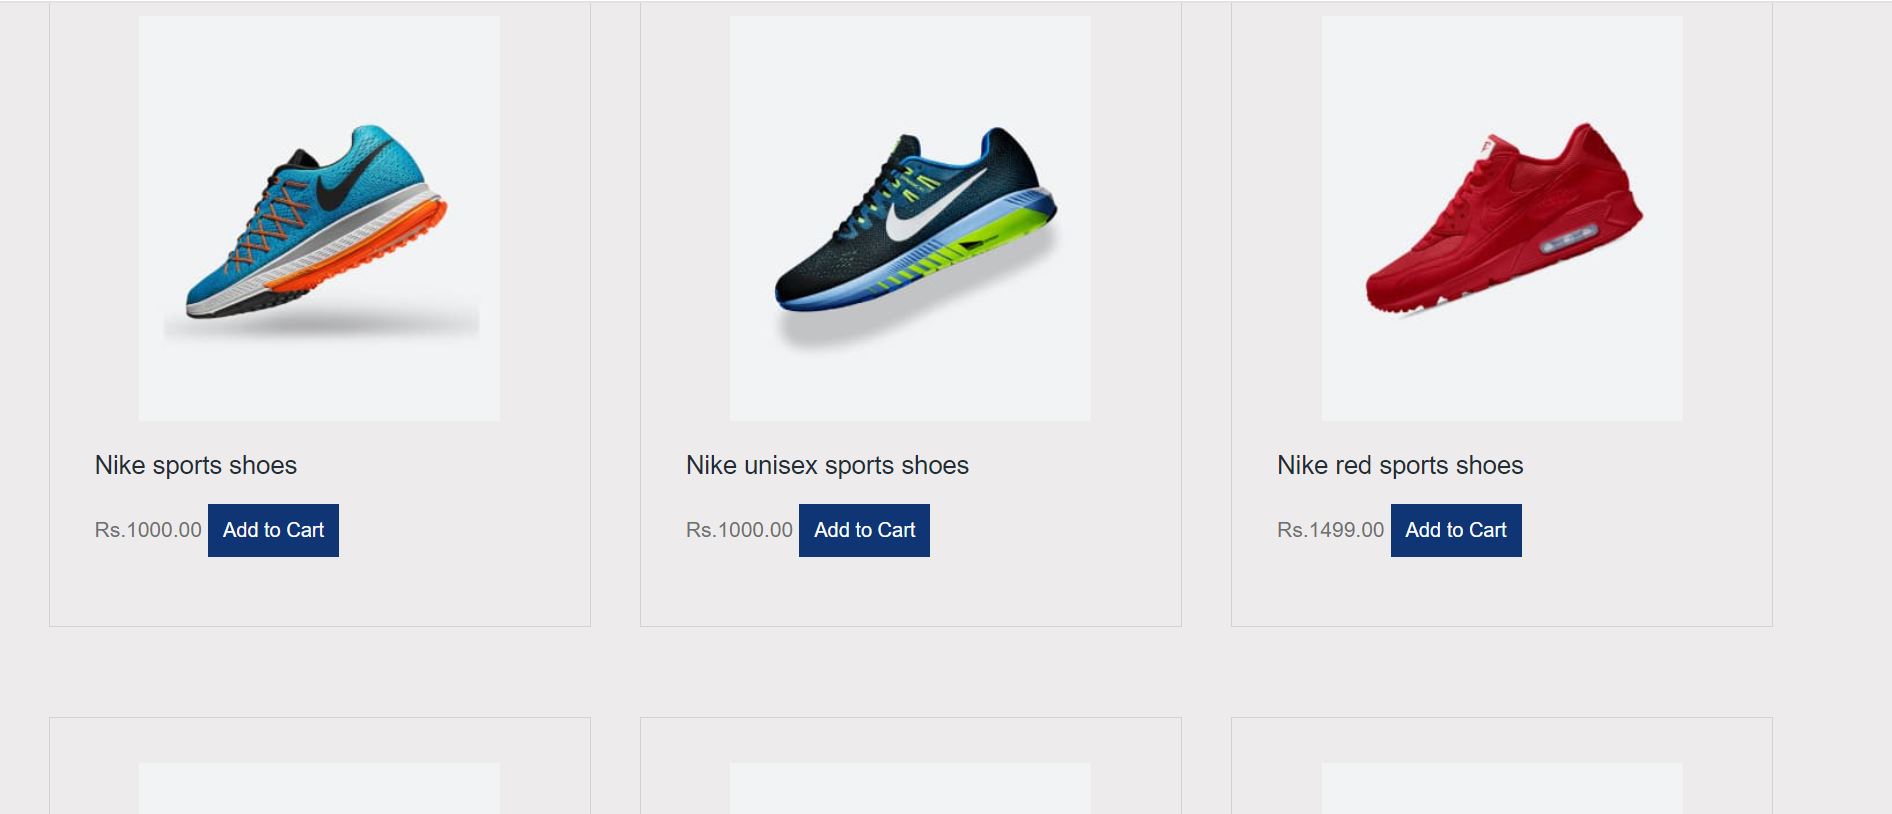 Nike sports shoes
Rs.1000.00 Add to Cart
Nike unisex sports shoes
Rs.1000.00 Add to Cart
Nike red sports shoes
Rs.1499.00 Add to Cart